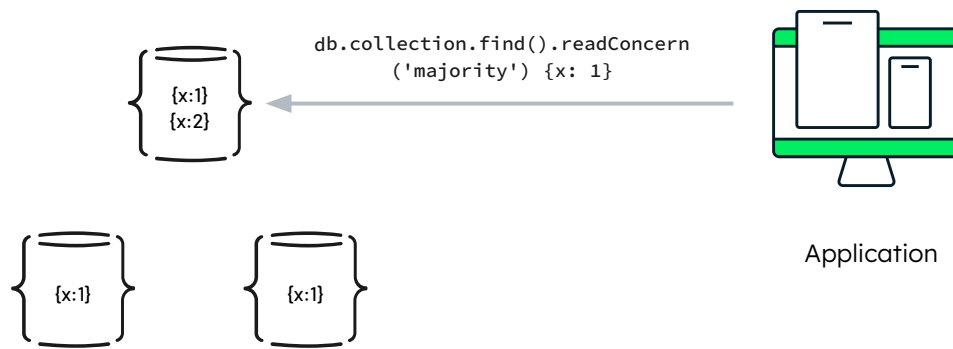 db.collection.find().readConcern
('majority') {x: 1}
{x:1}
{x:2}
{x:1}
{x:1}
Application